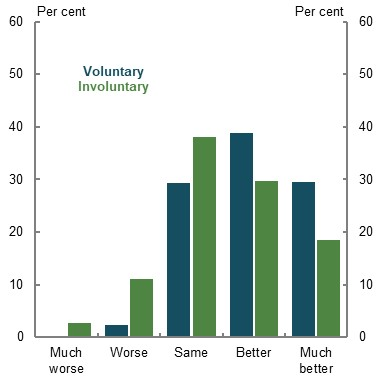 Per cent Per cent
60 60
Voluntary
Involuntary
50 50
40 40
30 30
20 20
10 10
0 0
Much Worse Same Better Much
worse better